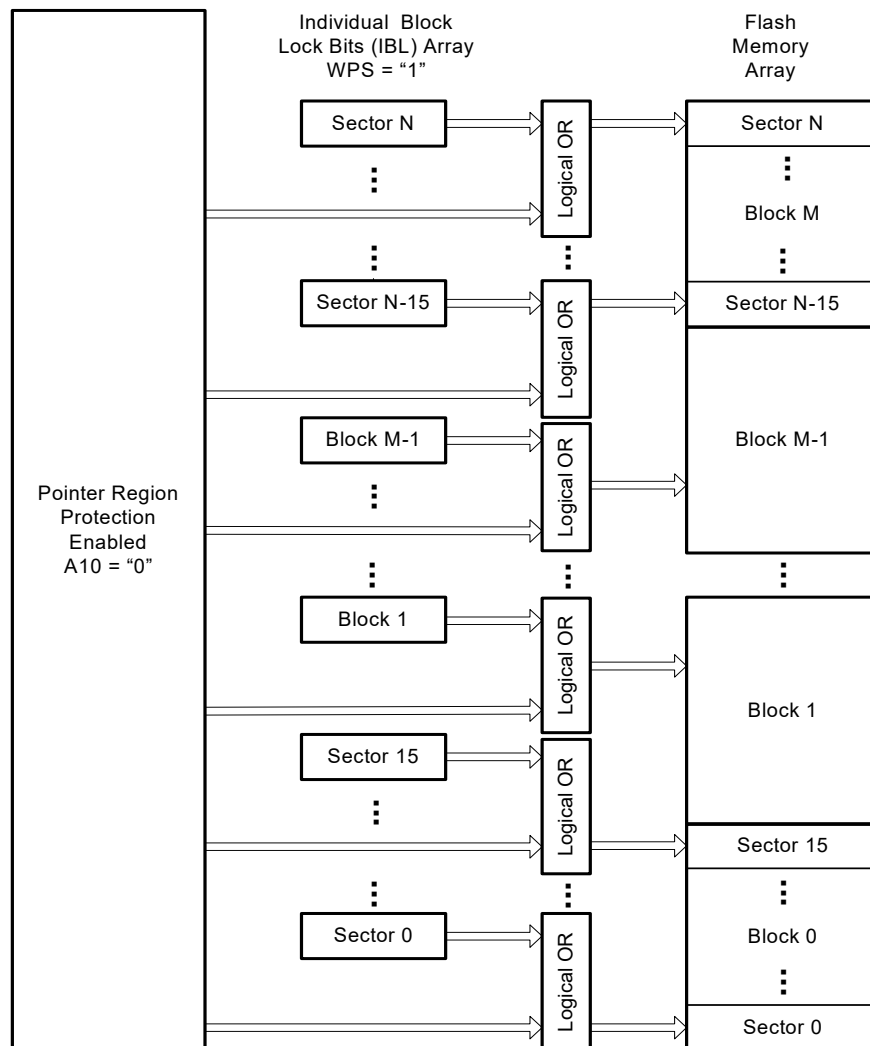 Individual Block
Lock Bits (IBL) Array
WPS = “1”
Flash
Memory
Array
Sector N
Logical OR
Sector N
Block M
Sector N-15
Logical OR
Sector N-15
Block M-1
Logical OR
Block M-1
Pointer Region
Protection
Enabled
A10 = “0”
Block 1
Logical OR
Block 1
Sector 15
Logical OR
Sector 15
Sector 0
Logical OR
Block 0
Sector 0